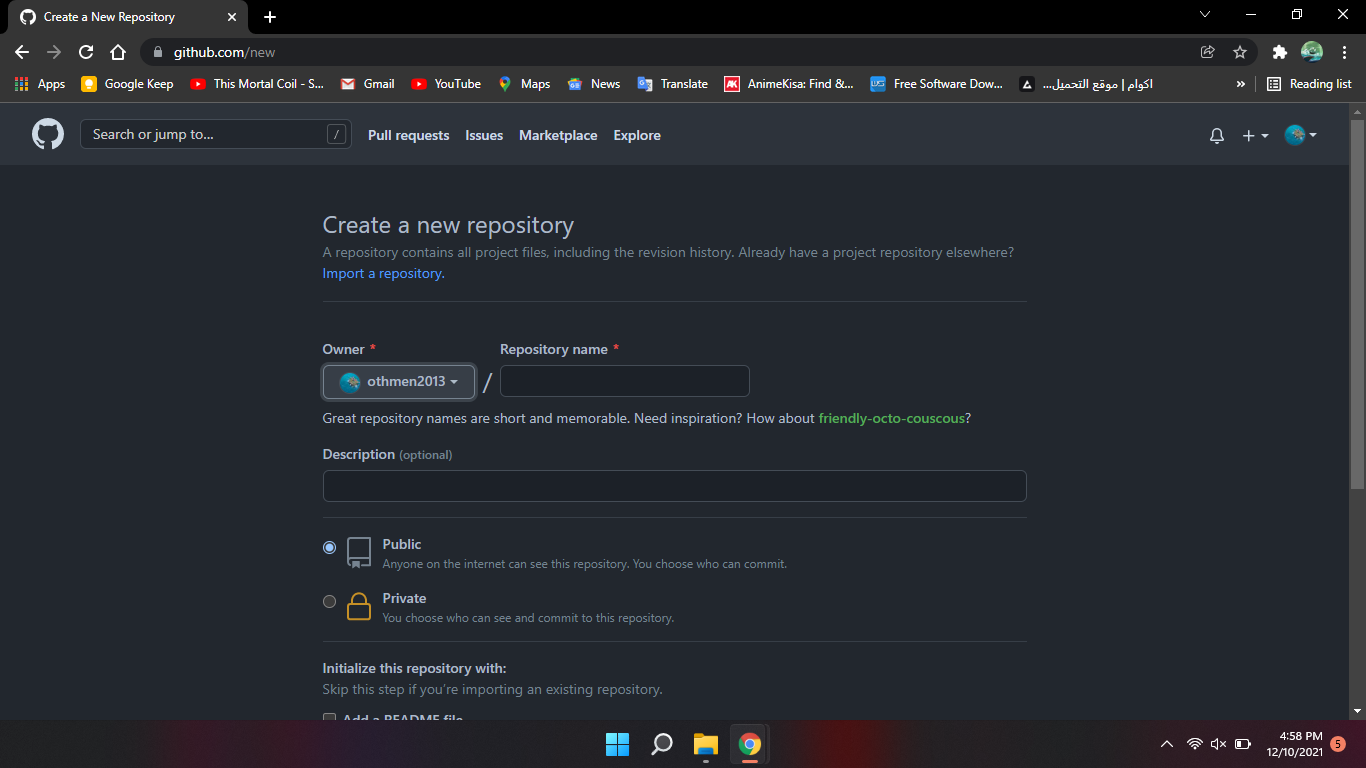 Create a New Repository
github.com/new
Apps Google Keep This Mortal Coil - S... Gmail YouTube Maps News Translate AnimeKisa: Find &... Free Software Dow... اكوام | موقع التحميل... » Reading list
Search or jump to... / Pull requests Issues Marketplace Explore
Create a new repository
A repository contains all project files, including the revision history. Already have a project repository elsewhere?
Import a repository.
Owner * Repository name *
othmen2013 /
Great repository names are short and memorable. Need inspiration? How about friendly-octo-couscous?
Description (optional)
Public
Anyone on the internet can see this repository. You choose who can commit.
Private
You choose who can see and commit to this repository.
Initialize this repository with:
Skip this step if you're importing an existing repository.
Add a README file
4:58 PM
12/10/2021 5